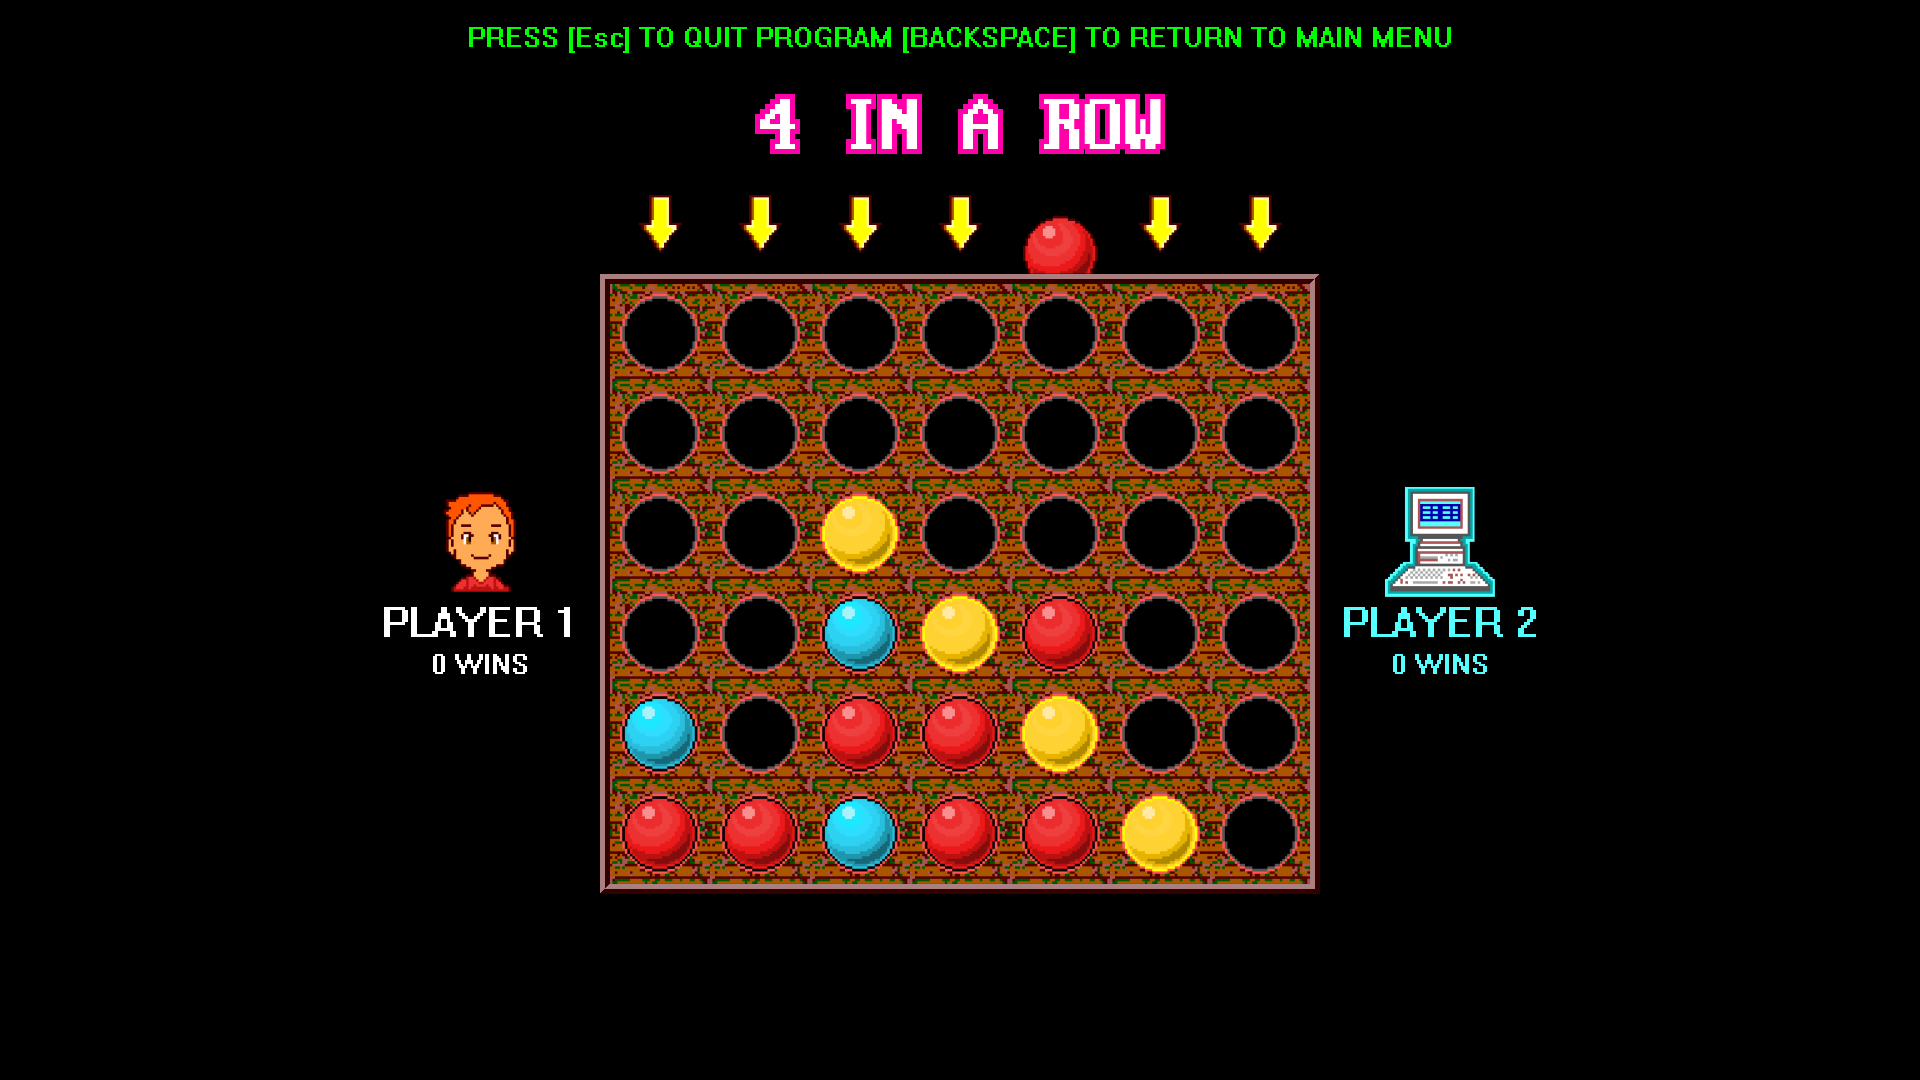 PRESS [Esc] TO QUIT PROGRAM [BACKSPACE] TO RETURN TO MAIN MENU
4 IN A ROW
PLAYER 1
0 WINS
PLAYER 2
0 WINS